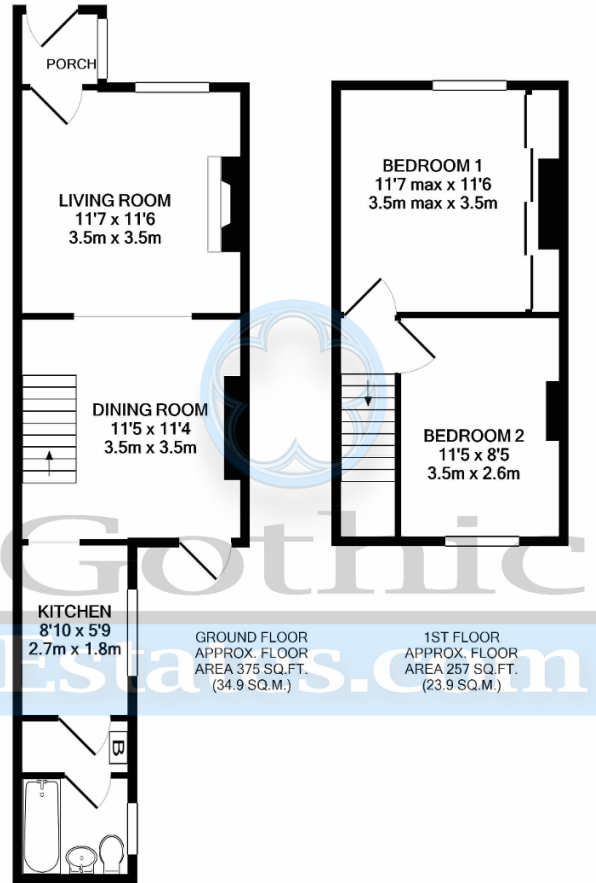 PORCH
LIVING ROOM
11'7 x 11'6
3.5m x 3.5m
BEDROOM 1
11'7 max x 11'6
3.5m max x 3.5m
DINING ROOM
11'5 x 11'4
3.5m x 3.5m
BEDROOM 2
11'5 x 8'5
3.5m x 2.6m
Gothic
Estates.com
KITCHEN
8'10 x 5'9
2.7m x 1.8m
B
GROUND FLOOR
APPROX. FLOOR
AREA 375 SQ.FT.
(34.9 SQ.M.)
1ST FLOOR
APPROX. FLOOR
AREA 257 SQ.FT.
(23.9 SQ.M.)